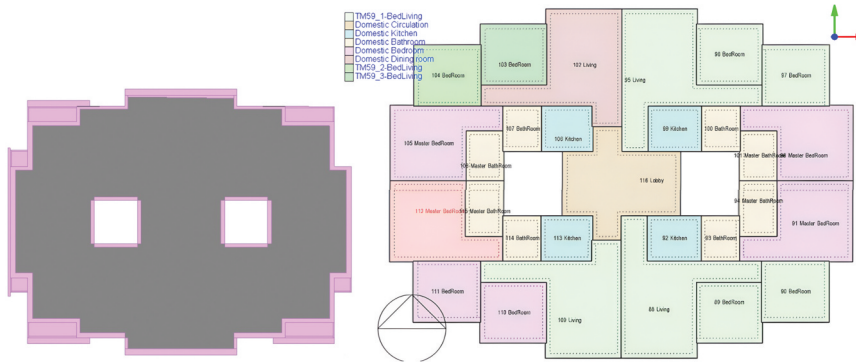 TM59_1-BedLiving
Domestic Circulation
Domestic Kitchen
Domestic Bathroom
Domestic Bedroom
Domestic Dining room
TM59_2-BedLiving
TM59_3-BedLiving
103 BedRoom
102 Living
96 BedRoom
104 BedRoom
95 Living
97 BedRoom
107 BathRoom
100 Kitchen
99 Kitchen
100 BathRoom
105 Master BedRoom
Master BathRoom
Master BathRoom
Master BedRoom
116 Lobby
112 Master BedRoom
Master BathRoom
94 Master BathRoom
91 Master BedRoom
114 BathRoom
113 Kitchen
92 Kitchen
93 BathRoom
111 BedRoom
110 BedRoom
109 Living
88 Living
89 BedRoom
90 BedRoom